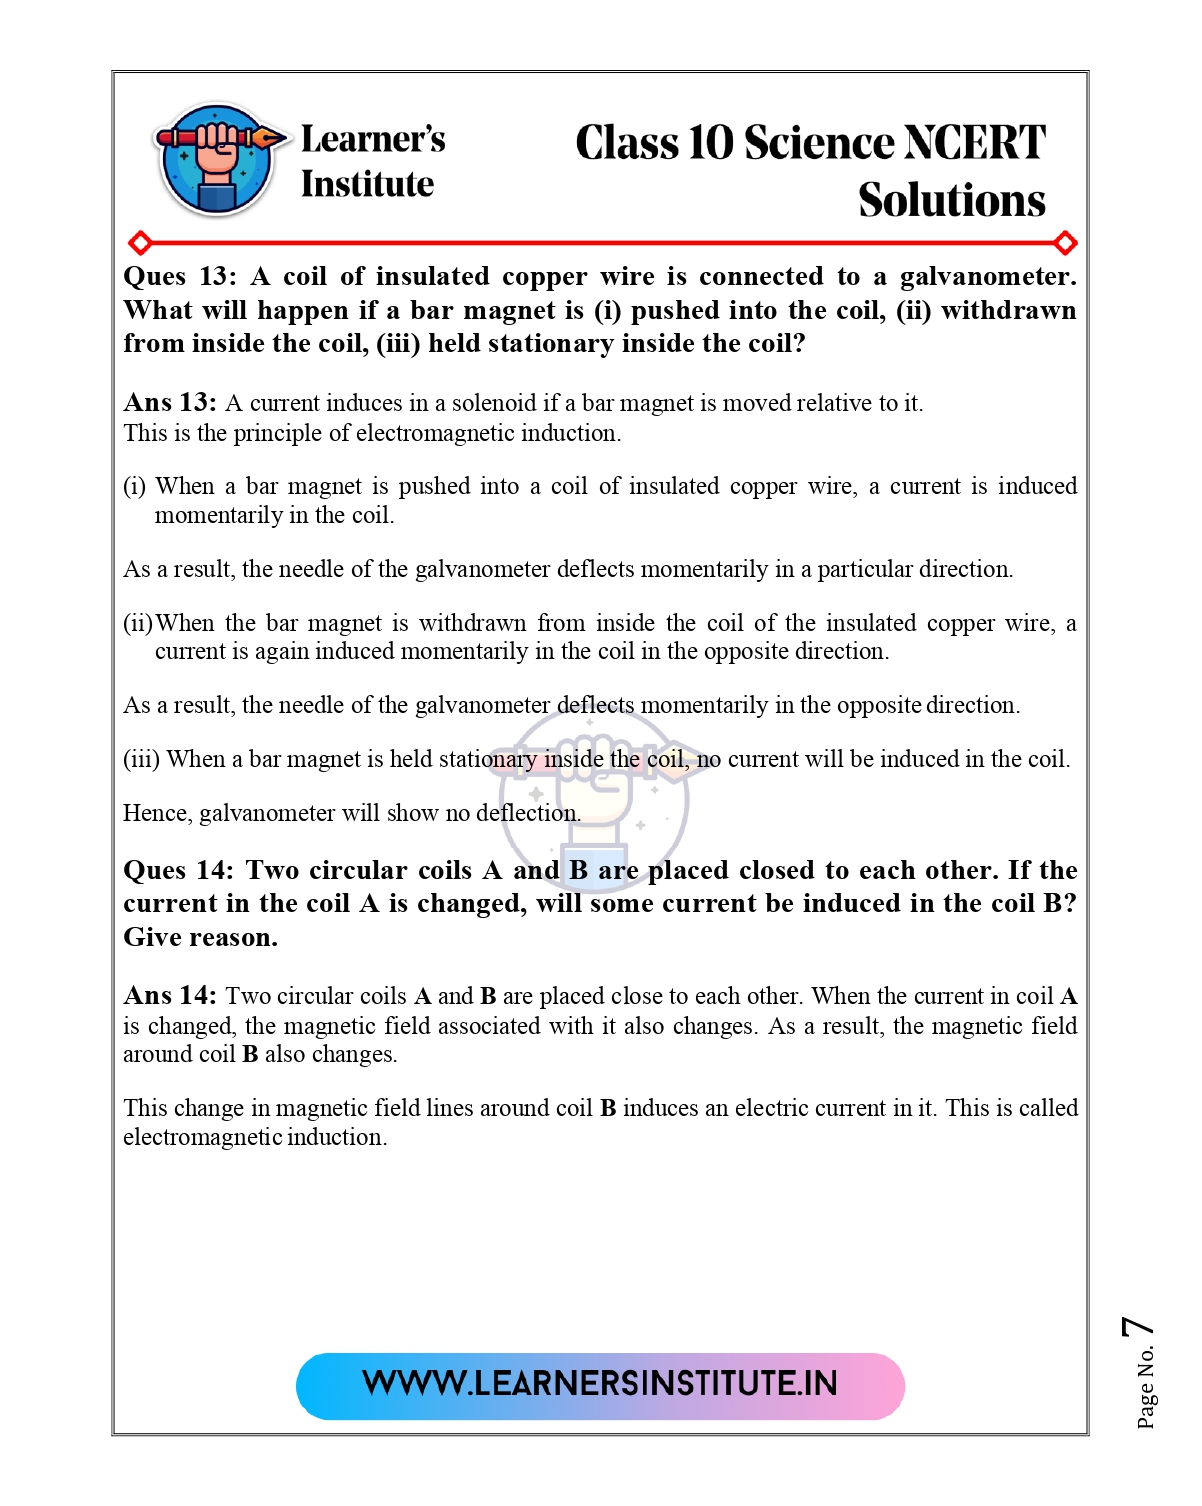 Learner's
Institute
Class 10 Science NCERT
Solutions
Ques 13: A coil of insulated copper wire is connected to a galvanometer.
What will happen if a bar magnet is (i) pushed into the coil, (ii) withdrawn
from inside the coil, (iii) held stationary inside the coil?
Ans 13: A current induces in a solenoid if a bar magnet is moved relative to it.
This is the principle of electromagnetic induction.
(i) When a bar magnet is pushed into a coil of insulated copper wire, a current is induced
momentarily in the coil.
As a result, the needle of the galvanometer deflects momentarily in a particular direction.
(ii)When the bar magnet is withdrawn from inside the coil of the insulated copper wire, a
current is again induced momentarily in the coil in the opposite direction.
As a result, the needle of the galvanometer deflects momentarily in the opposite direction.
(iii) When a bar magnet is held stationary inside the coil, no current will be induced in the coil.
Hence, galvanometer will show no deflection.
Ques 14: Two circular coils A and B are placed closed to each other. If the
current in the coil A is changed, will some current be induced in the coil B?
Give reason.
Ans 14: Two circular coils A and B are placed close to each other. When the current in coil A
is changed, the magnetic field associated with it also changes. As a result, the magnetic field
around coil B also changes.
This change in magnetic field lines around coil B induces an electric current in it. This is called
electromagnetic induction.
WWW.LEARNERSINSTITUTE.IN
Page No. 7